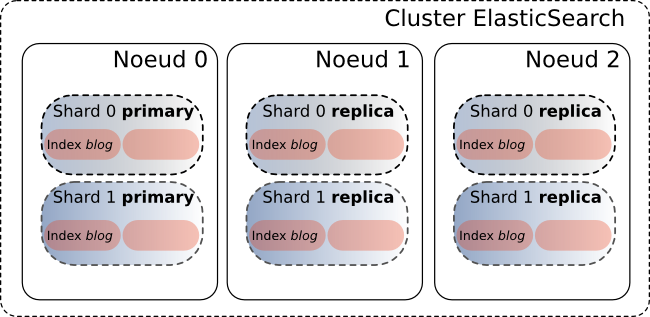 Cluster ElasticSearch
Noeud 0
Shard 0 primary
Index blog
Shard 1 primary
Index blog
Noeud 1
Shard 0 replica
Index blog
Shard 1 replica
Index blog
Noeud 2
Shard 0 replica
Index blog
Shard 1 replica
Index blog